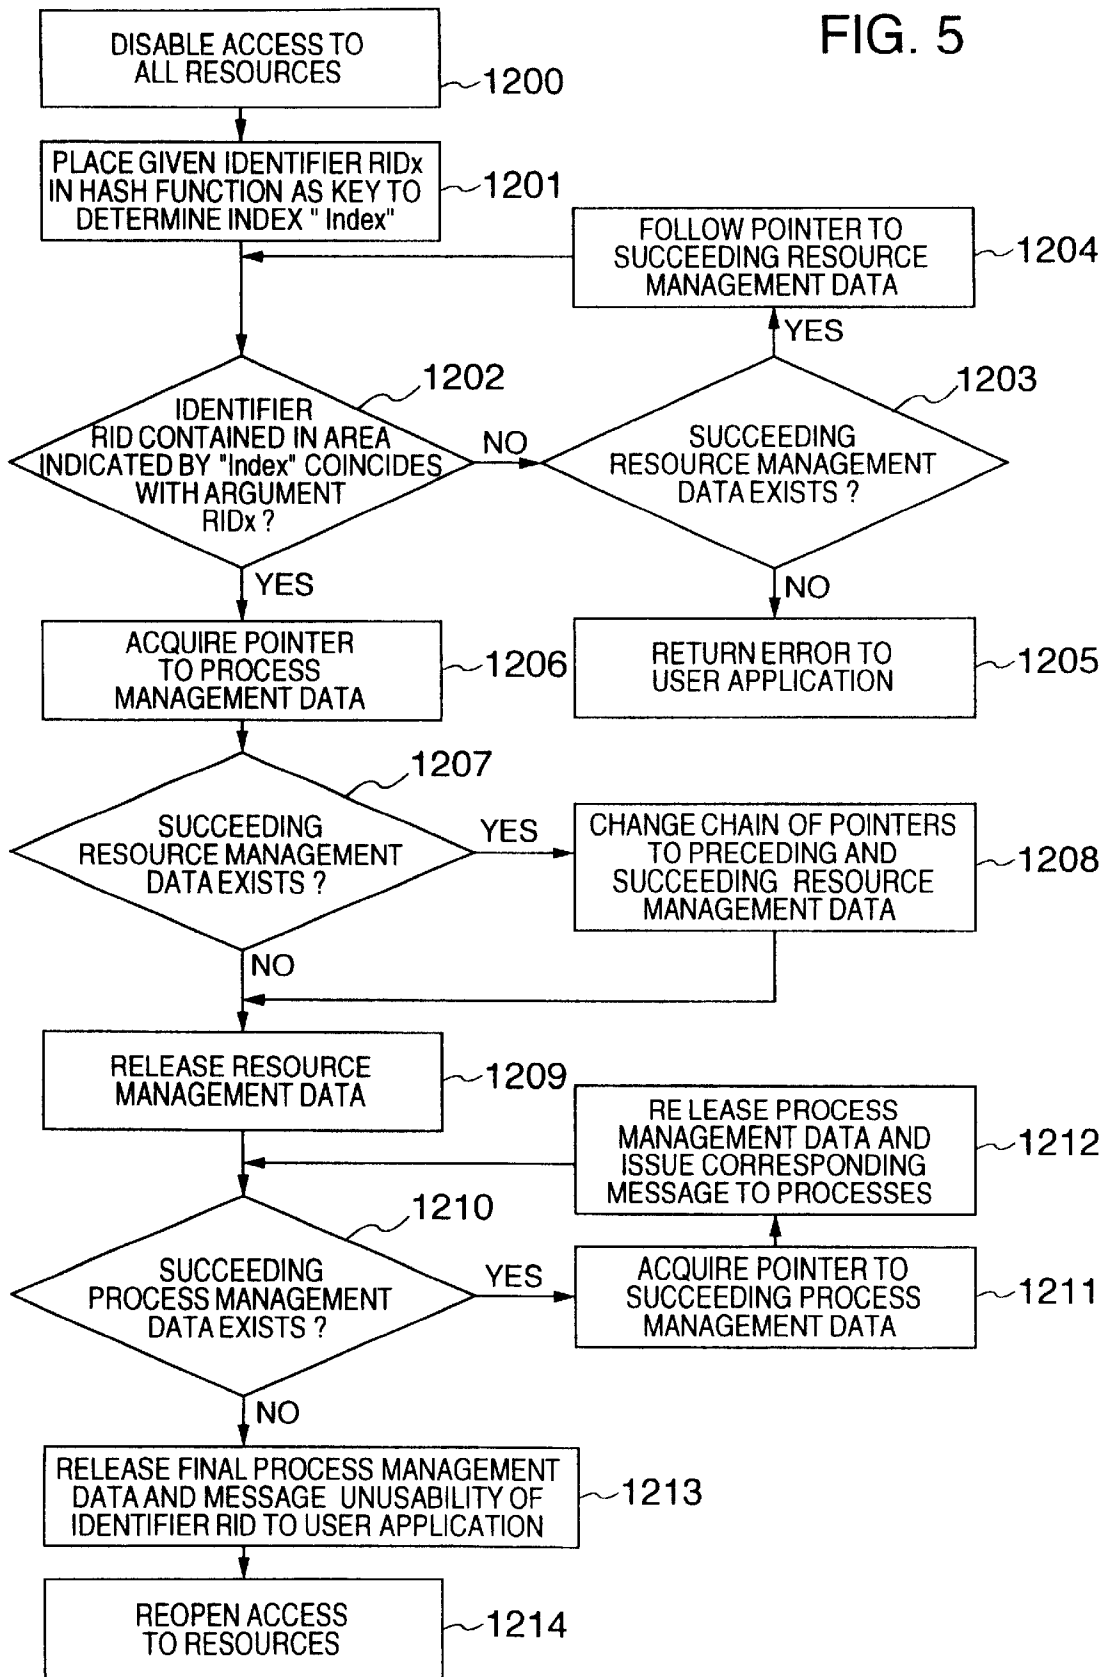 FIG. 5
DISABLE ACCESS TO
ALL RESOURCES
1200
PLACE GIVEN IDENTIFIER RIDx
IN HASH FUNCTION AS KEY TO
DETERMINE INDEX " Index"
1201
FOLLOW POINTER TO
SUCCEEDING RESOURCE
MANAGEMENT DATA
1204
YES
1202
IDENTIFIER
RID CONTAINED IN AREA
INDICATED BY "Index" COINCIDES
WITH ARGUMENT
RIDx ?
NO
1203
SUCCEEDING
RESOURCE MANAGEMENT
DATA EXISTS ?
YES
NO
ACQUIRE POINTER
TO PROCESS
MANAGEMENT DATA
1206
RETURN ERROR TO
USER APPLICATION
1205
1207
SUCCEEDING
RESOURCE MANAGEMENT
DATA EXISTS ?
YES
CHANGE CHAIN OF POINTERS
TO PRECEDING AND
SUCCEEDING RESOURCE
MANAGEMENT DATA
1208
NO
RELEASE RESOURCE
MANAGEMENT DATA
1209
RE LEASE PROCESS
MANAGEMENT DATA AND
ISSUE CORRESPONDING
MESSAGE TO PROCESSES
1212
1210
SUCCEEDING
PROCESS MANAGEMENT
DATA EXISTS ?
YES
ACQUIRE POINTER TO
SUCCEEDING PROCESS
MANAGEMENT DATA
1211
NO
RELEASE FINAL PROCESS MANAGEMENT
DATA AND MESSAGE UNUSABILITY OF
IDENTIFIER RID TO USER APPLICATION
1213
REOPEN ACCESS
TO RESOURCES
1214